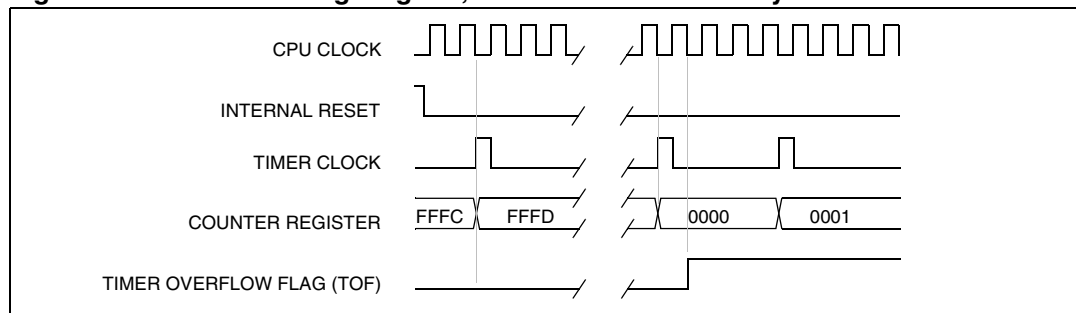 CPU CLOCK
INTERNAL RESET
TIMER CLOCK
COUNTER REGISTER FFFC FFFD 0000 0001
TIMER OVERFLOW FLAG (TOF)